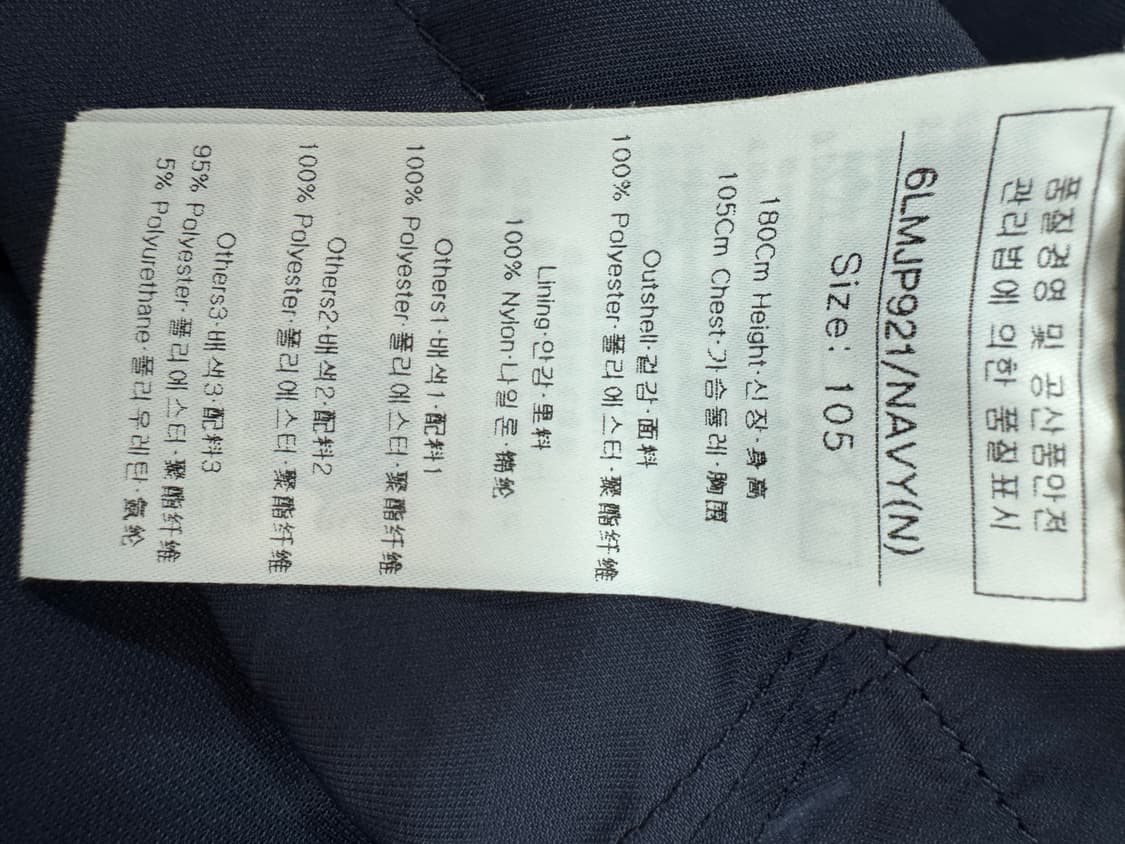 품질경영 및 공산품안전
관리법에 의한 품질표시
6LMJP921/NAVY(N)
Size: 105
180Cm Height·신장·身高
105Cm Chest·가슴둘레·胸围
Outshell·겉감·面料
100% Polyester·폴리에스터·聚酯纤维
Lining·안감·里料
100% Nylon·나일론·锦纶
Others1·배색1·配料1
100% Polyester·폴리에스터·聚酯纤维
Others2·배색2·配料2
100% Polyester·폴리에스터·聚酯纤维
Others3·배색3·配料3
95% Polyester·폴리에스터·聚酯纤维
5% Polyurethane·폴리우레탄·氨纶